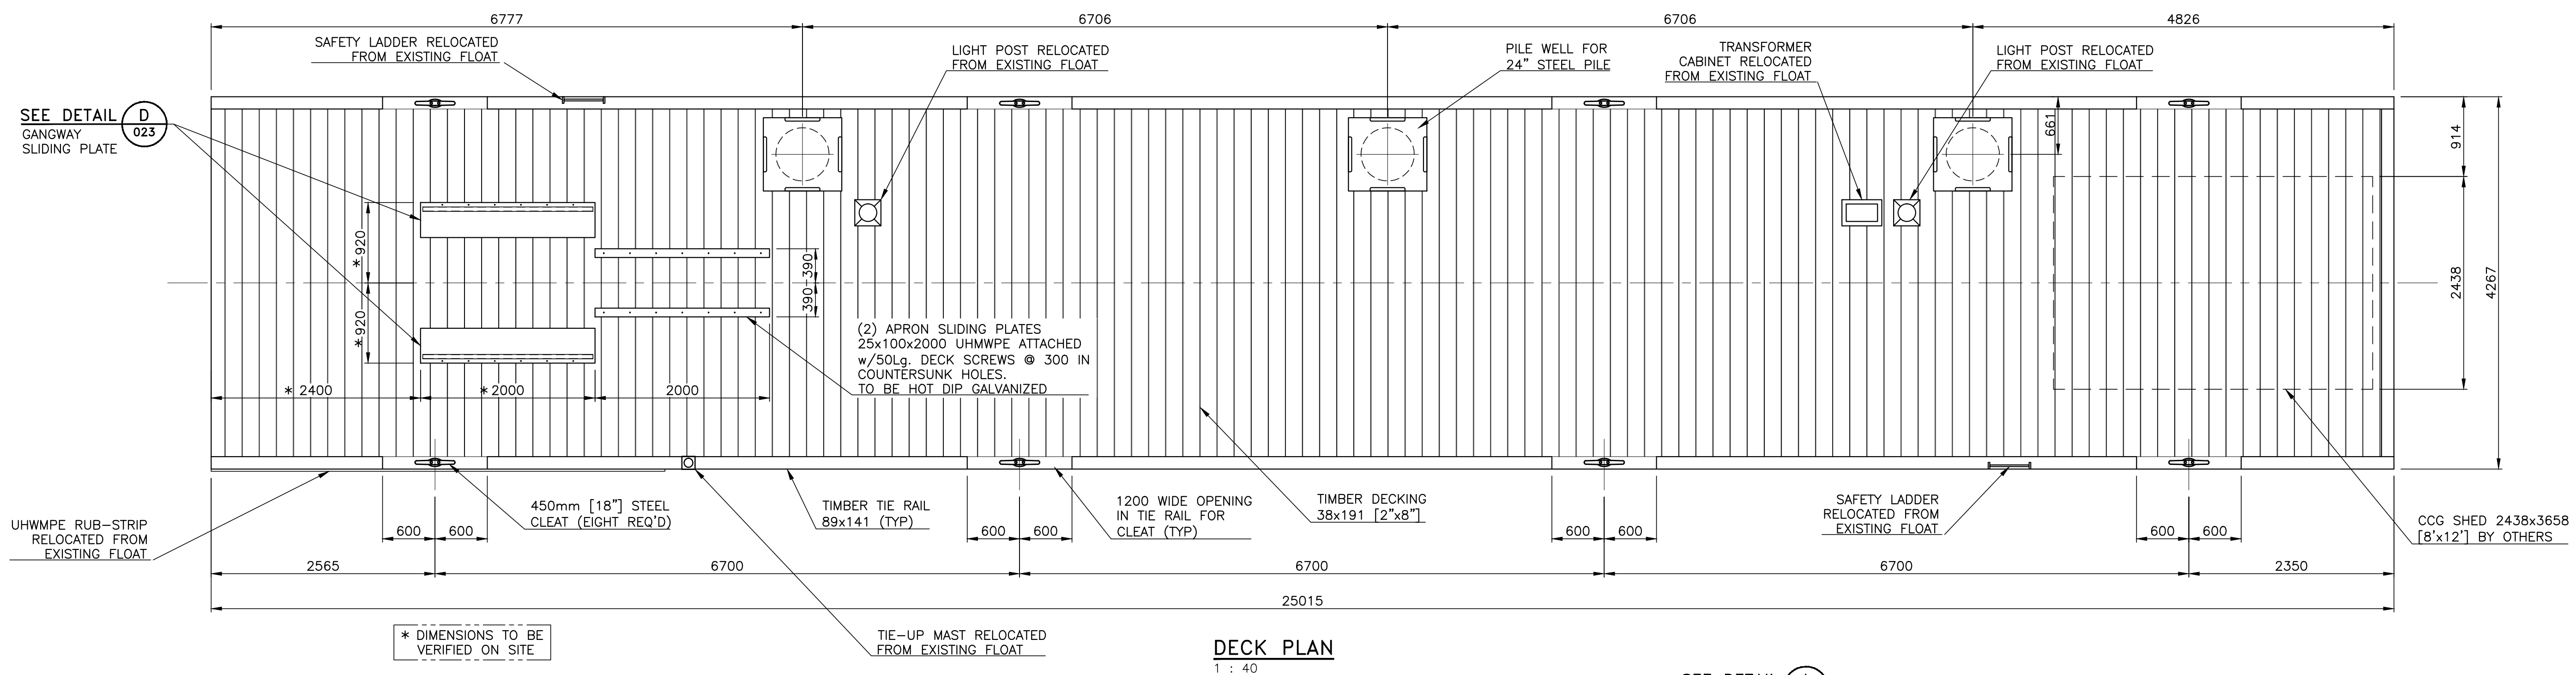 6777
6706
6706
4826
SAFETY LADDER RELOCATED
FROM EXISTING FLOAT
LIGHT POST RELOCATED
FROM EXISTING FLOAT
PILE WELL FOR
24" STEEL PILE
TRANSFORMER
CABINET RELOCATED
FROM EXISTING FLOAT
LIGHT POST RELOCATED
FROM EXISTING FLOAT
SEE DETAIL
D
023
GANGWAY
SLIDING PLATE
661
914
2438
4267
* 920
* 920
390
390
(2) APRON SLIDING PLATES
25x100x2000 UHMWPE ATTACHED
w/50Lg. DECK SCREWS @ 300 IN
COUNTERSUNK HOLES.
TO BE HOT DIP GALVANIZED
* 2400
* 2000
2000
UHWMPE RUB-STRIP
RELOCATED FROM
EXISTING FLOAT
450mm [18"] STEEL
CLEAT (EIGHT REQ'D)
TIMBER TIE RAIL
89x141 (TYP)
1200 WIDE OPENING
IN TIE RAIL FOR
CLEAT (TYP)
TIMBER DECKING
38x191 [2"x8"]
SAFETY LADDER
RELOCATED FROM
EXISTING FLOAT
CCG SHED 2438x3658
[8'x12'] BY OTHERS
600
600
600
600
600
600
600
600
2565
6700
6700
6700
2350
25015
* DIMENSIONS TO BE
VERIFIED ON SITE
TIE-UP MAST RELOCATED
FROM EXISTING FLOAT
DECK PLAN
1 : 40